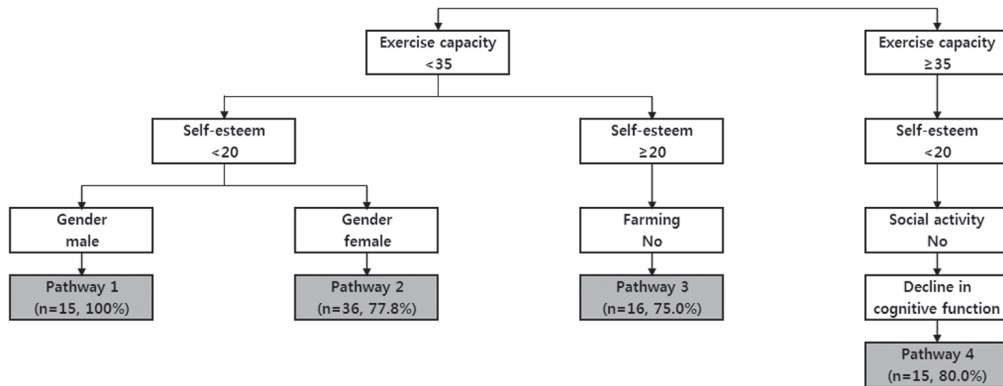 Exercise capacity
<35
Exercise capacity
≥35
Self-esteem
<20
Self-esteem
≥20
Self-esteem
<20
Gender
male
Gender
female
Farming
No
Social activity
No
Pathway 1
(n=15, 100%)
Pathway 2
(n=36, 77.8%)
Pathway 3
(n=16, 75.0%)
Decline in
cognitive function
Pathway 4
(n=15, 80.0%)